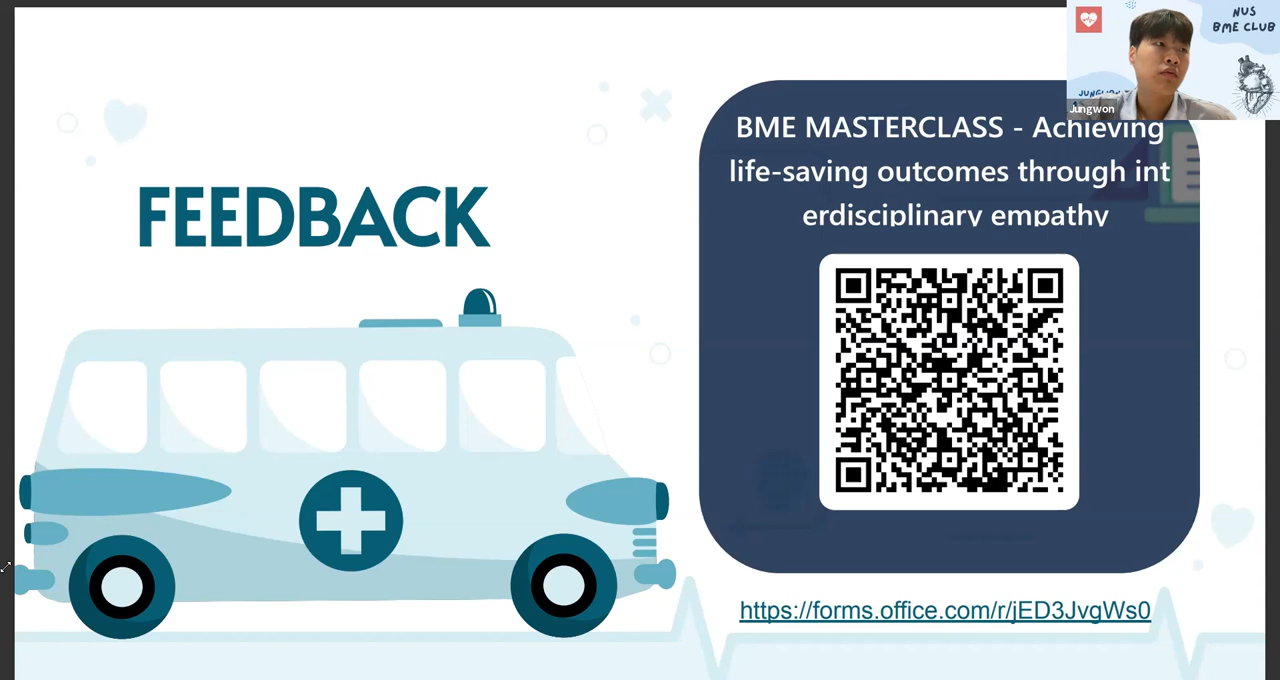 FEEDBACK
BME MASTERCLASS - Achieving
life-saving outcomes through int
erdisciplinary empathy
https://forms.office.com/r/jED3JvgWs0
NUS
BME CLUB
Jungwon